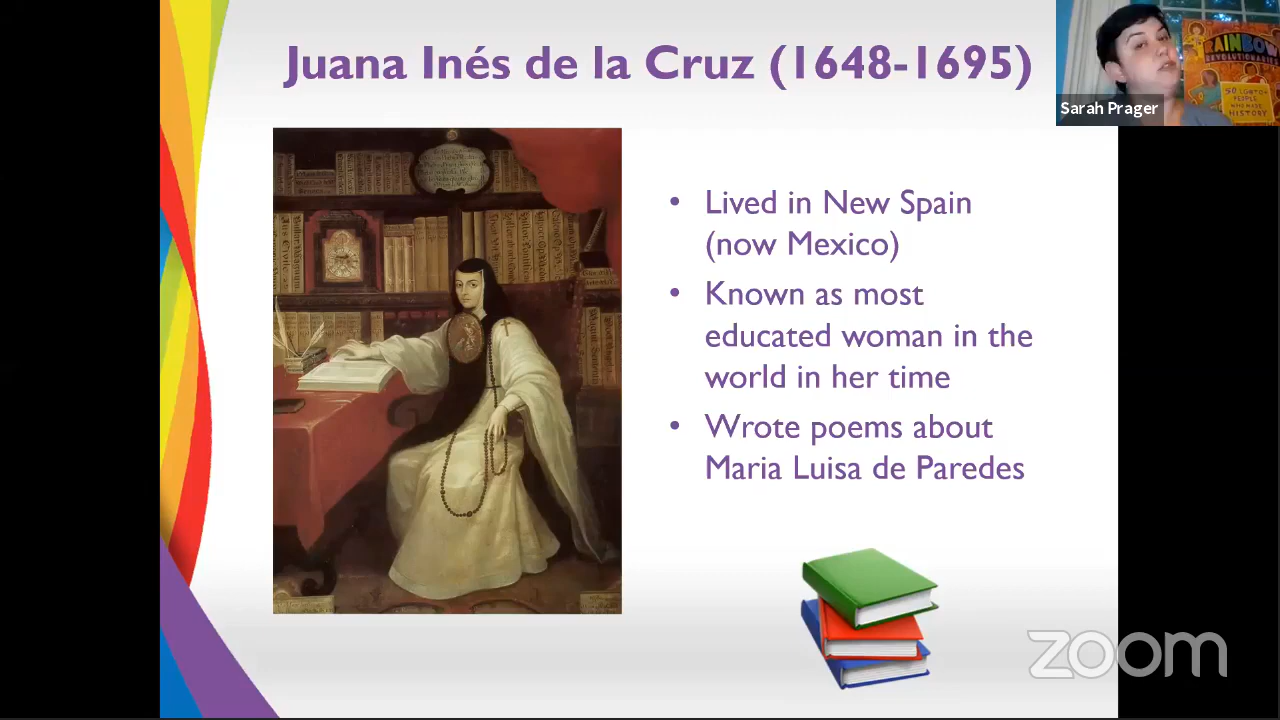 Juana Inés de la Cruz (1648-1695)
RAINBOW
REVOLUTIONARIES
50 LGBTQ+
PEOPLE
WHO MADE
HISTORY
Sarah Prager
• Lived in New Spain
(now Mexico)
• Known as most
educated woman in the
world in her time
• Wrote poems about
Maria Luisa de Paredes
zoom